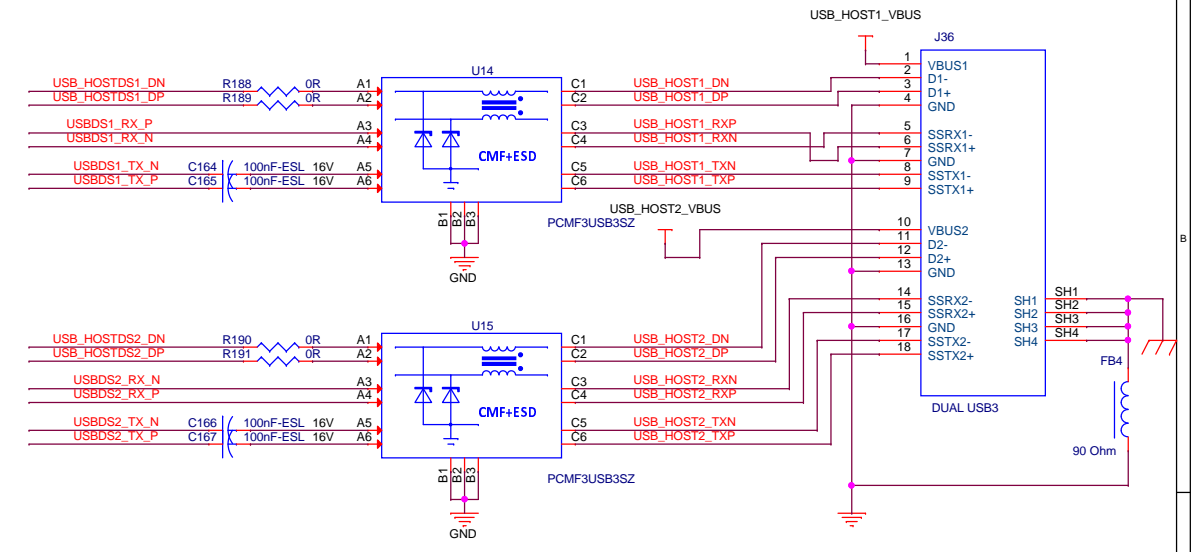 USB_HOST1_VBUS
J36
U14
USB_HOSTDS1_DN R188 0R A1 C1 USB_HOST1_DN 1 VBUS1
USB_HOSTDS1_DP R189 0R A2 C2 USB_HOST1_DP 2 D1-
3 D1+
4 GND
USBDS1_RX_P A3 C3 USB_HOST1_RXP 5 SSRX1-
USBDS1_RX_N A4 C4 USB_HOST1_RXN 6 SSRX1+
CMF+ESD
7 GND
USBDS1_TX_N C164 100nF-ESL 16V A5 C5 USB_HOST1_TXN 8 SSTX1-
USBDS1_TX_P C165 100nF-ESL 16V A6 C6 USB_HOST1_TXP 9 SSTX1+
B1 B2 B3
PCMF3USB3SZ
USB_HOST2_VBUS
10 VBUS2
11 D2-
12 D2+
13 GND
B
GND
14 SSRX2-
15 SSRX2+
16 GND
17 SSTX2-
18 SSTX2+
SH1 SH1
SH2 SH2
SH3 SH3
SH4 SH4
U15
USB_HOSTDS2_DN R190 0R A1 C1 USB_HOST2_DN
USB_HOSTDS2_DP R191 0R A2 C2 USB_HOST2_DP
USBDS2_RX_N A3 C3 USB_HOST2_RXN
USBDS2_RX_P A4 C4 USB_HOST2_RXP
CMF+ESD
USBDS2_TX_N C166 100nF-ESL 16V A5 C5 USB_HOST2_TXN
USBDS2_TX_P C167 100nF-ESL 16V A6 C6 USB_HOST2_TXP
B1 B2 B3
PCMF3USB3SZ
GND
DUAL USB3
FB4
90 Ohm